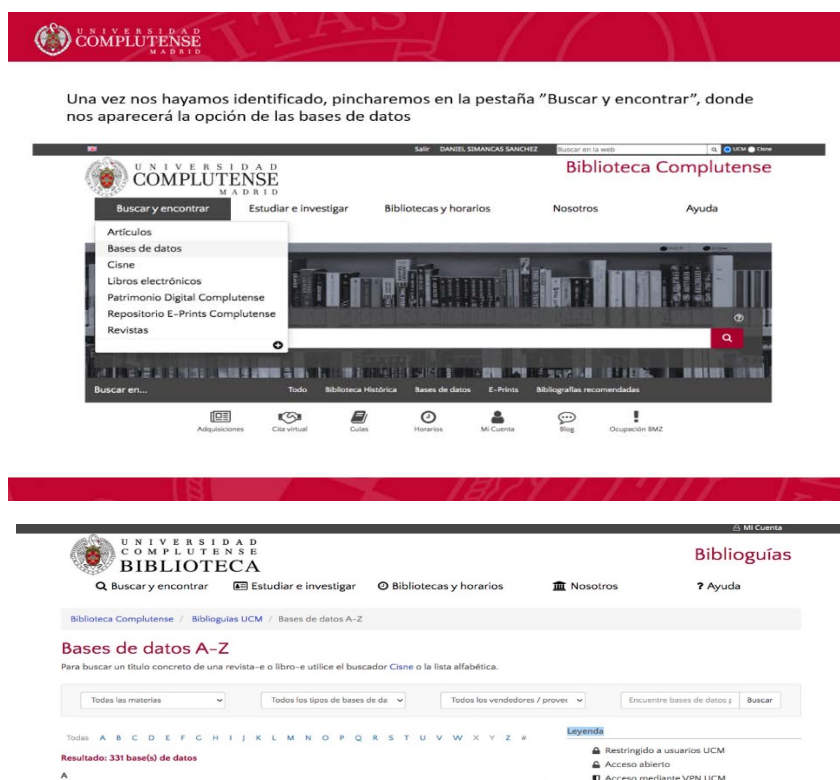 UNIVERSIDAD
COMPLUTENSE
MADRID
Una vez nos hayamos identificado, pincharemos en la pestaña "Buscar y encontrar", donde
nos aparecerá la opción de las bases de datos
Salir DANIEL SIMANCAS SANCHEZ Buscar en la web UCM Cisne
UNIVERSIDAD
COMPLUTENSE
MADRID
Biblioteca Complutense
Buscar y encontrar Estudiar e investigar Bibliotecas y horarios Nosotros Ayuda
Artículos
Bases de datos
Cisne
Libros electrónicos
Patrimonio Digital Complutense
Repositorio E-Prints Complutense
Revistas
Buscar en... Todo Biblioteca Histórica Bases de datos E-Prints Bibliografías recomendadas
Adquisiciones Cita virtual Guías Horarios Mi Cuenta Blog Ocupación BMZ
Mi Cuenta
UNIVERSIDAD
COMPLUTENSE
BIBLIOTECA
Biblioguías
Buscar y encontrar Estudiar e investigar Bibliotecas y horarios Nosotros ? Ayuda
Biblioteca Complutense / Biblioguías UCM / Bases de datos A-Z
Bases de datos A-Z
Para buscar un título concreto de una revista-e o libro-e utilice el buscador Cisne o la lista alfabética.
Todas las materias Todos los tipos de bases de da Todos los vendedores / provee Encuentre bases de datos p Buscar
Todas A B C D E F G H I J K L M N O P Q R S T U V W X Y Z #
Leyenda
Resultado: 331 base(s) de datos
Restringido a usuarios UCM
Acceso abierto
A
Acceso mediante VPN UCM